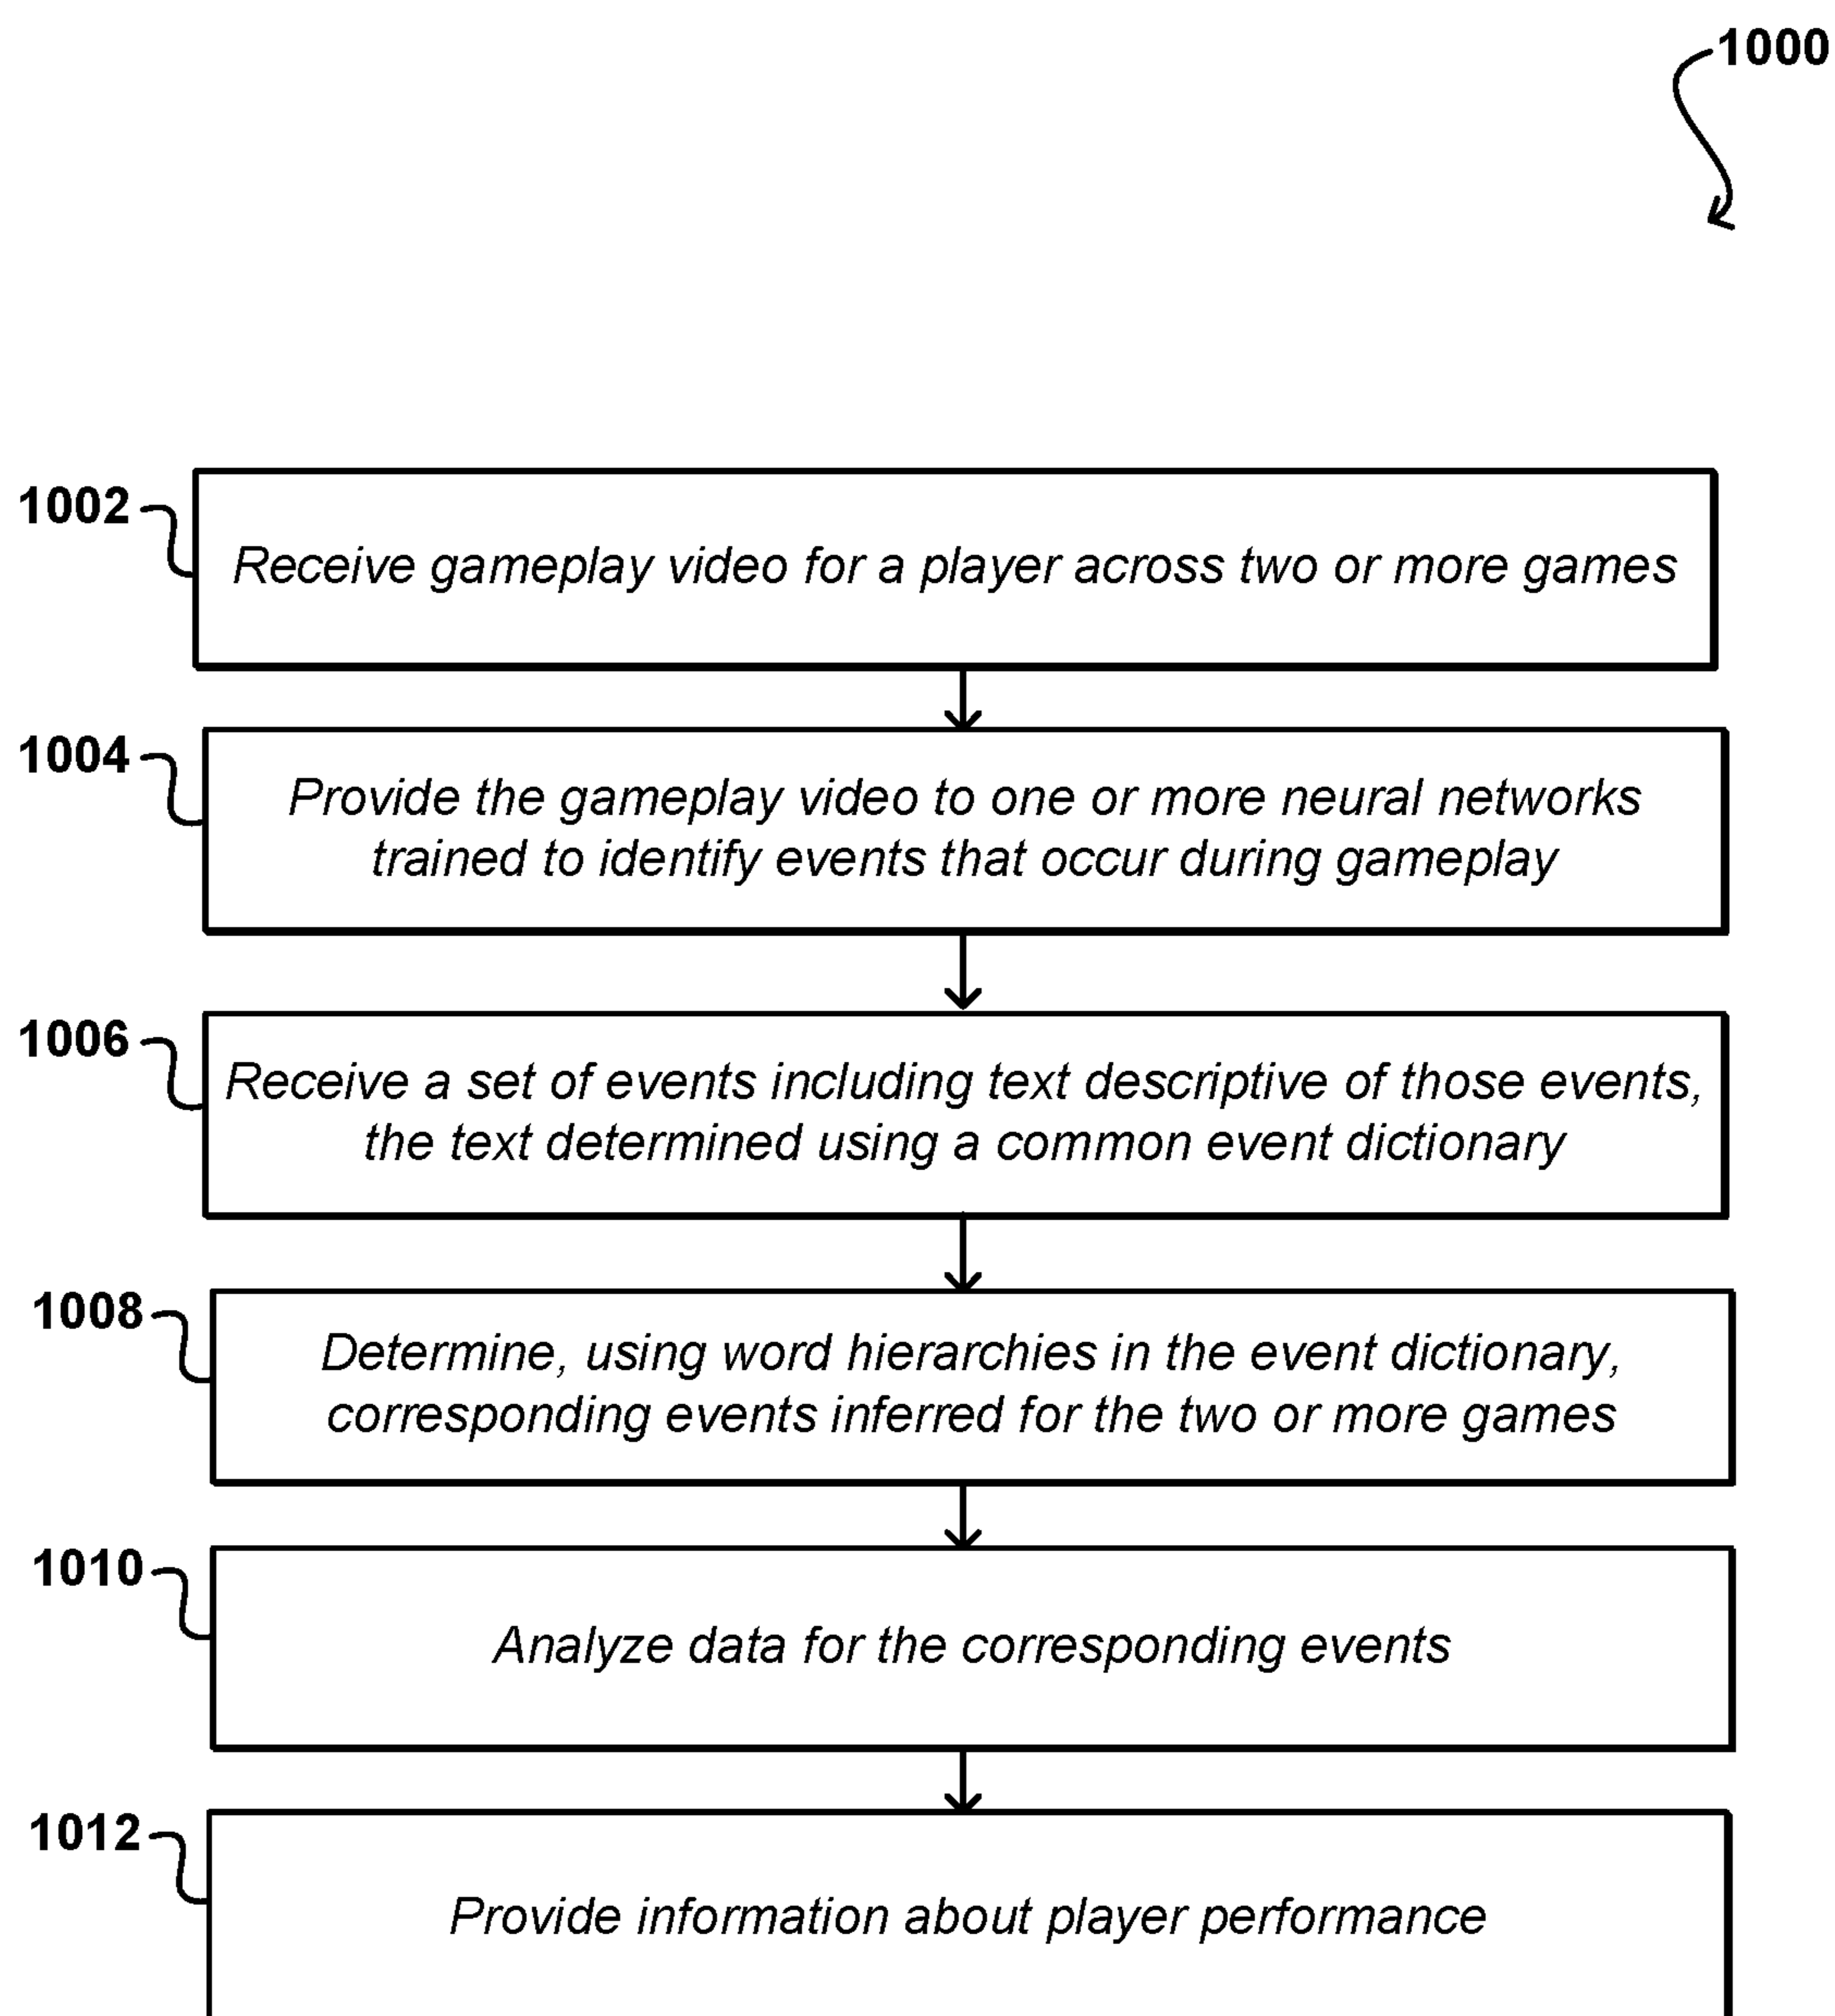 1000
1002
Receive gameplay video for a player across two or more games
1004
Provide the gameplay video to one or more neural networks
trained to identify events that occur during gameplay
1006
Receive a set of events including text descriptive of those events,
the text determined using a common event dictionary
1008
Determine, using word hierarchies in the event dictionary,
corresponding events inferred for the two or more games
1010
Analyze data for the corresponding events
1012
Provide information about player performance